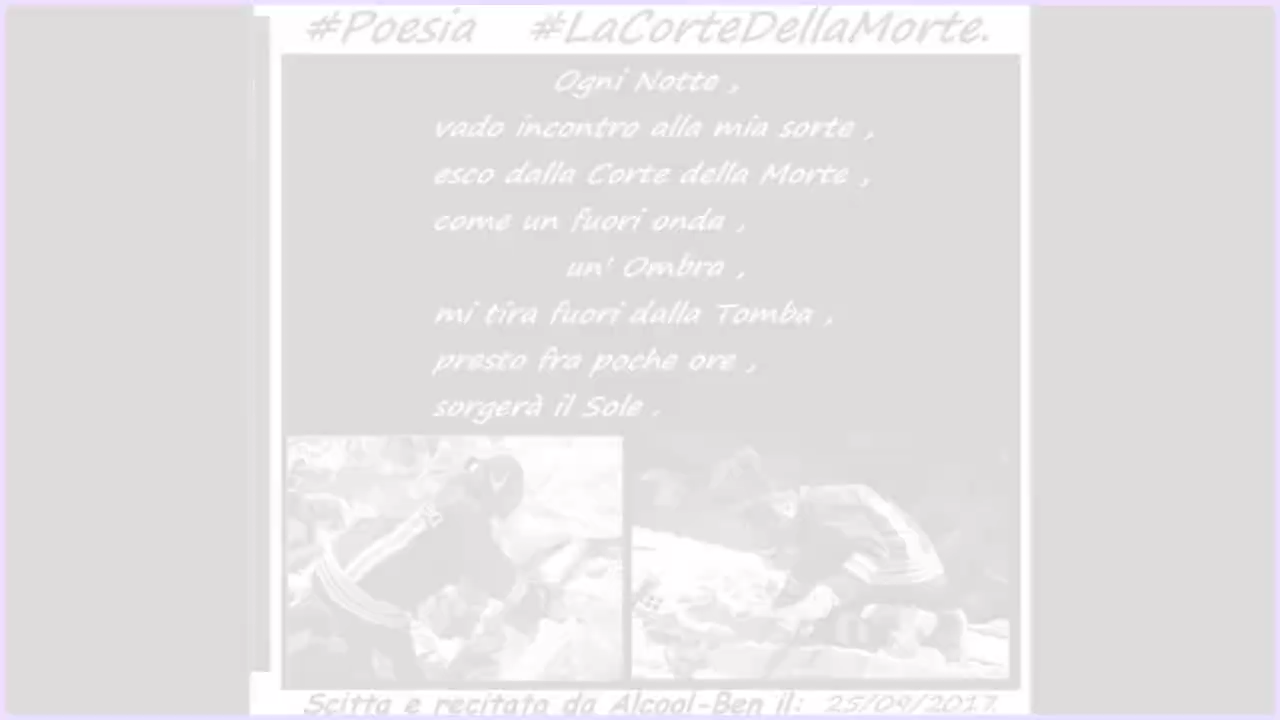 #Poesia #LaCorteDellaMorte.
Ogni Notte ,
vado incontro alla mia sorte ,
esco dalla Corte della Morte ,
come un fuori onda ,
un' Ombra ,
mi tira fuori dalla Tomba ,
presto fra poche ore ,
sorgerà il Sole .
Scitta e recitata da Alcool-Ben il: 25/09/2017.